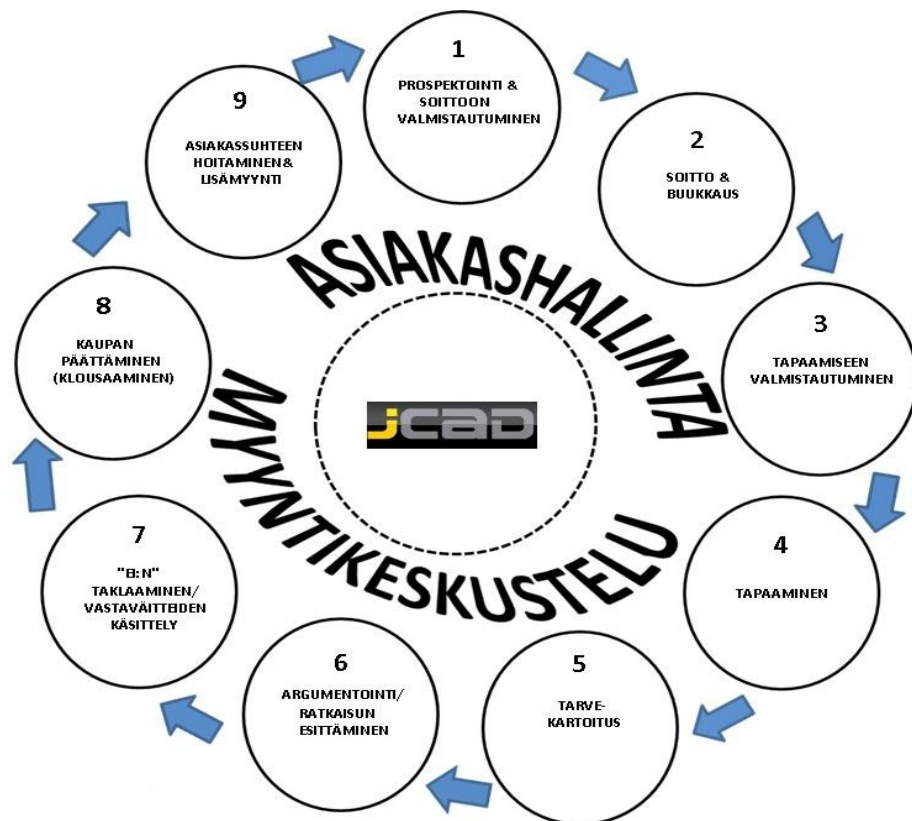 1
PROSPEKTOINTI &
SOITTOON
VALMISTAUTUMINEN
2
SOITTO &
BUUKKAUS
3
TAPAAMISEEN
VALMISTAUTUMINEN
4
TAPAAMINEN
5
TARVE-
KARTOITUS
6
ARGUMENTOINTI/
RATKAISUN
ESITTÄMINEN
7
"EI:N"
TAKLAAMINEN/
VASTAVÄITTEIDEN
KÄSITTELY
8
KAUPAN
PÄÄTTÄMINEN
(KLOUSAAMINEN)
9
ASIAKASSUHTEEN
HOITAMINEN &
LISÄMYYNTI
ASIAKASHALLINTA
MYYNTIKESKUSTELU
jcad